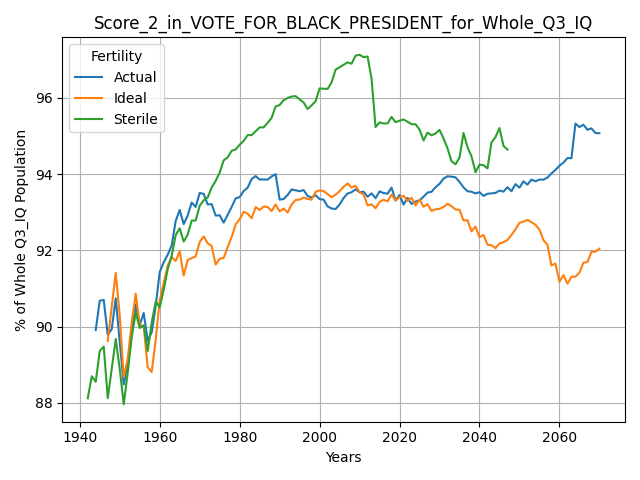 Score_2_in_VOTE_FOR_BLACK_PRESIDENT_for_Whole_Q3_IQ
Fertility
Actual
Ideal
Sterile
% of Whole Q3_IQ Population
96
94
92
90
88
1940
1960
1980
2000
2020
2040
2060
Years